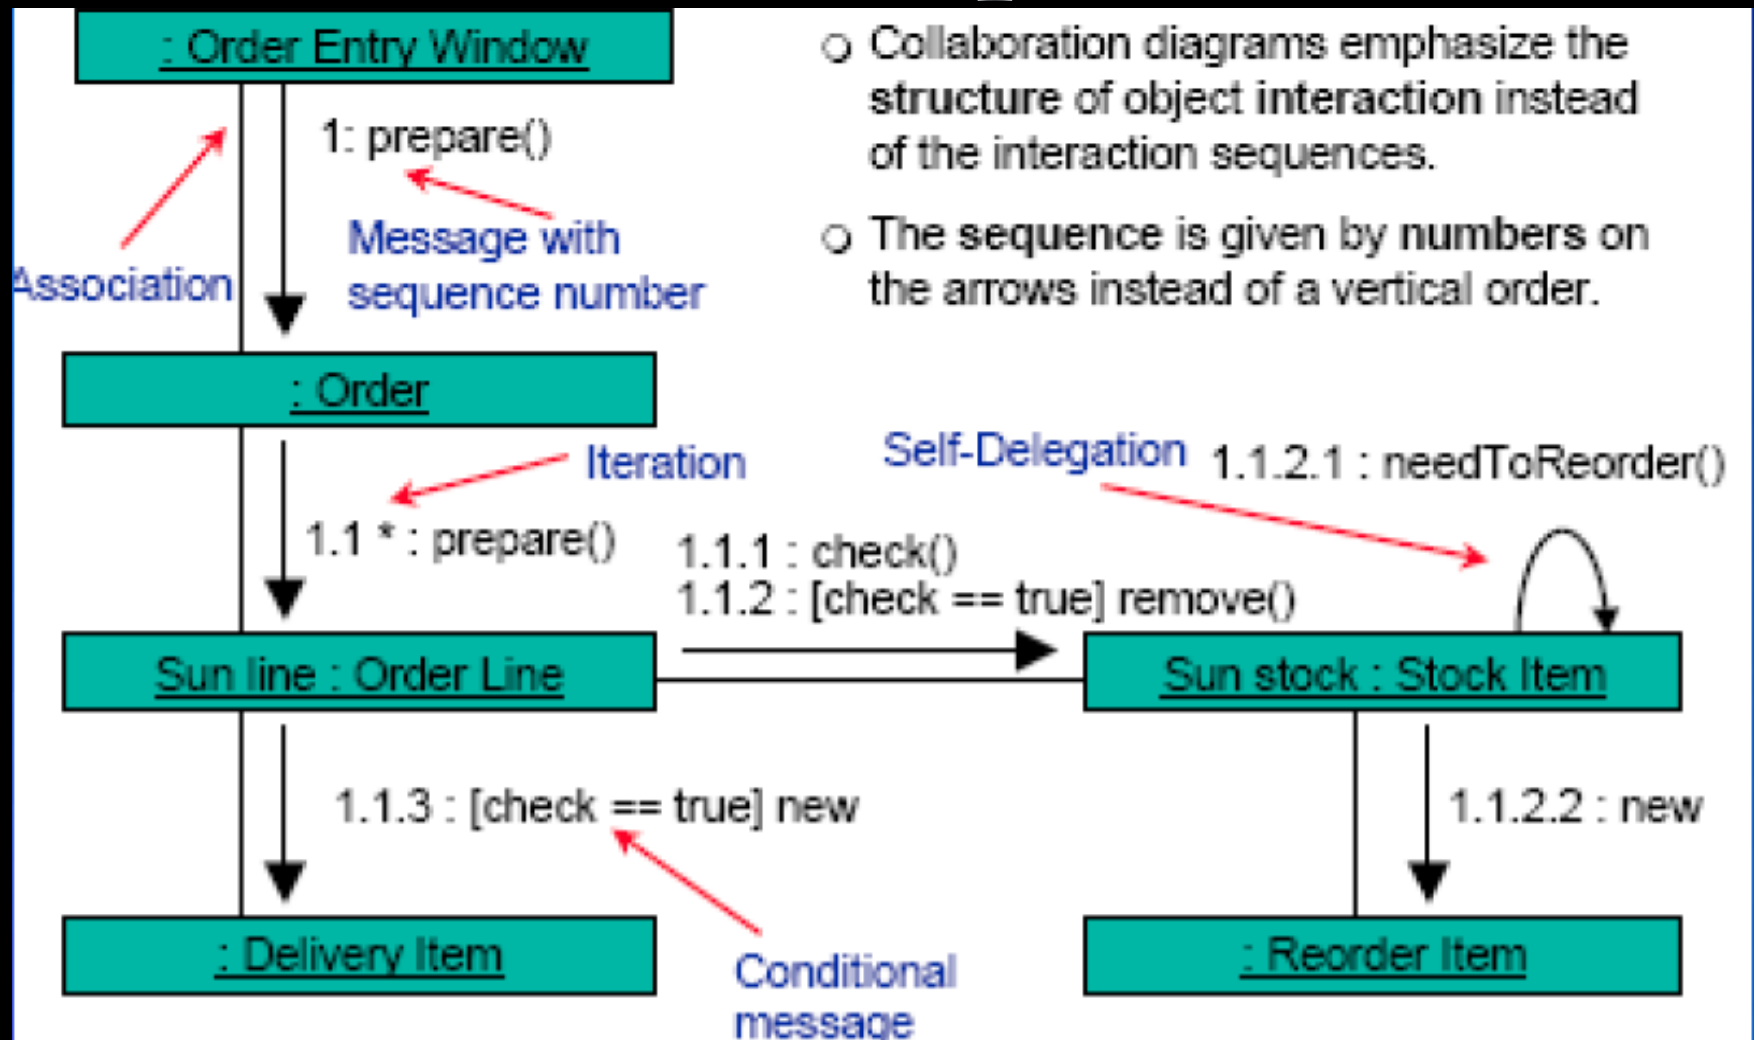 : Order Entry Window
1: prepare()
Association
Message with
sequence number
○ Collaboration diagrams emphasize the
structure of object interaction instead
of the interaction sequences.
○ The sequence is given by numbers on
the arrows instead of a vertical order.
: Order
Iteration
1.1 * : prepare()
Self-Delegation
1.1.2.1 : needToReorder()
1.1.1 : check()
1.1.2 : [check == true] remove()
Sun line : Order Line
Sun stock : Stock Item
1.1.3 : [check == true] new
1.1.2.2 : new
: Delivery Item
Conditional
message
: Reorder Item